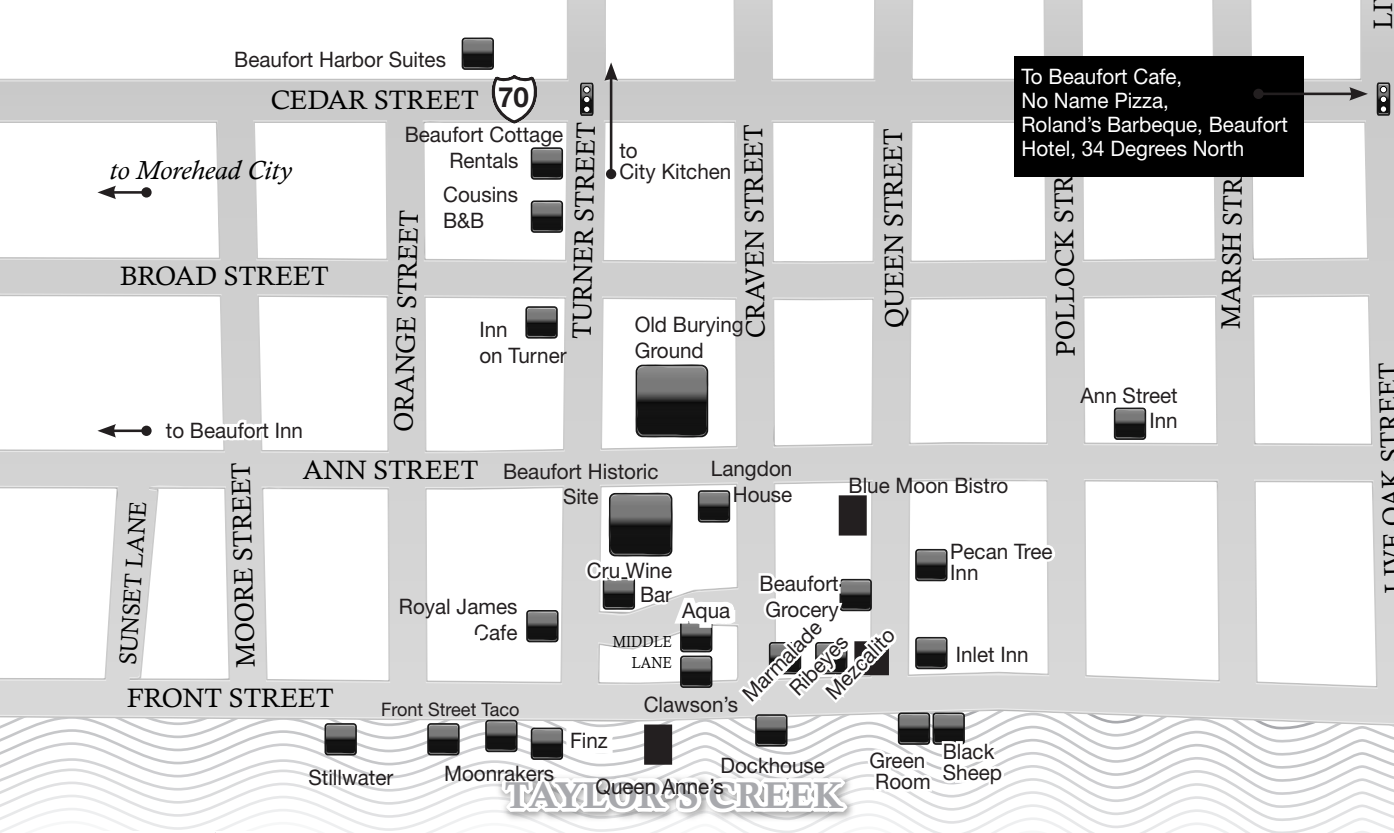 Beaufort Harbor Suites
CEDAR STREET
70
To Beaufort Cafe,
No Name Pizza,
Roland's Barbeque, Beaufort
Hotel, 34 Degrees North
Beaufort Cottage
Rentals
Cousins
B&B
to
City Kitchen
to Morehead City
BROAD STREET
ORANGE STREET
TURNER STREET
CRAVEN STREET
QUEEN STREET
POLLOCK STR
MARSH STR
Inn
on Turner
Old Burying
Ground
Ann Street
Inn
to Beaufort Inn
ANN STREET
Beaufort Historic
Site
Langdon
House
Blue Moon Bistro
SUNSET LANE
MOORE STREET
LIVE OAK STREET
Pecan Tree
Inn
Cru Wine
Bar
Beaufort
Grocery
Royal James
Cafe
Aqua
MIDDLE
LANE
Marmalade
Ribeyes
Mezcalito
Inlet Inn
FRONT STREET
Clawson's
Front Street Taco
Finz
Stillwater
Moonrakers
Queen Anne's
Dockhouse
Green
Room
Black
Sheep
TAYLOR'S CREEK